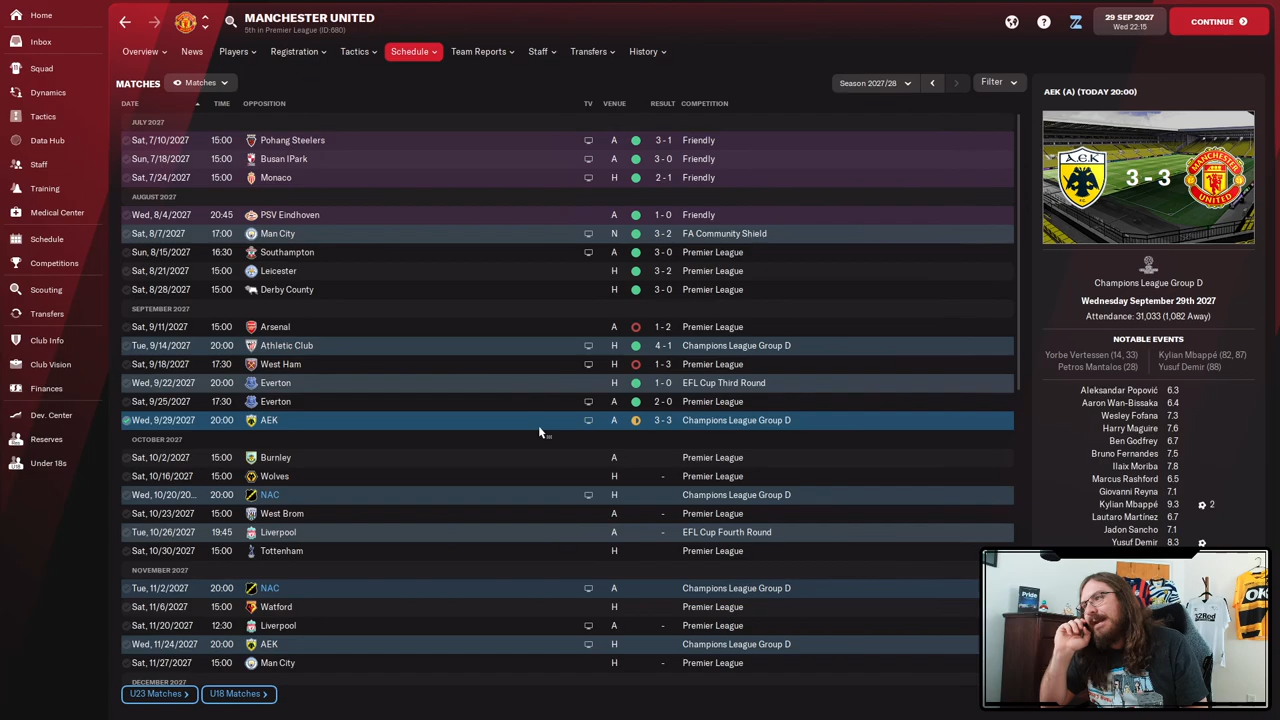 Home
Inbox
Squad
Dynamics
Tactics
Data Hub
Staff
Training
Medical Center
Schedule
Competitions
Scouting
Transfers
Club Info
Club Vision
Finances
Dev. Center
Reserves
Under 18s
MANCHESTER UNITED
5th in Premier League (ID:680)
29 SEP 2027
Wed 22:15
CONTINUE
Overview News Players Registration Tactics Schedule Team Reports Staff Transfers History
MATCHES Matches Season 2027/28 Filter
DATE TIME OPPOSITION TV VENUE RESULT COMPETITION
JULY 2027
Sat, 7/10/2027 15:00 Pohang Steelers A 3 - 1 Friendly
Sun, 7/18/2027 15:00 Busan IPark A 3 - 0 Friendly
Sat, 7/24/2027 15:00 Monaco H 2 - 1 Friendly
AUGUST 2027
Wed, 8/4/2027 20:45 PSV Eindhoven A 1 - 0 Friendly
Sat, 8/7/2027 17:00 Man City N 3 - 2 FA Community Shield
Sun, 8/15/2027 16:30 Southampton A 3 - 0 Premier League
Sat, 8/21/2027 15:00 Leicester H 3 - 2 Premier League
Sat, 8/28/2027 15:00 Derby County H 3 - 0 Premier League
SEPTEMBER 2027
Sat, 9/11/2027 15:00 Arsenal A 1 - 2 Premier League
Tue, 9/14/2027 20:00 Athletic Club H 4 - 1 Champions League Group D
Sat, 9/18/2027 17:30 West Ham H 1 - 3 Premier League
Wed, 9/22/2027 20:00 Everton H 1 - 0 EFL Cup Third Round
Sat, 9/25/2027 17:30 Everton A 2 - 0 Premier League
Wed, 9/29/2027 20:00 AEK A 3 - 3 Champions League Group D
OCTOBER 2027
Sat, 10/2/2027 15:00 Burnley A Premier League
Sat, 10/16/2027 15:00 Wolves H - Premier League
Wed, 10/20/20... 20:00 NAC H Champions League Group D
Sat, 10/23/2027 15:00 West Brom A - Premier League
Tue, 10/26/2027 19:45 Liverpool A - EFL Cup Fourth Round
Sat, 10/30/2027 15:00 Tottenham H Premier League
NOVEMBER 2027
Tue, 11/2/2027 20:00 NAC A Champions League Group D
Sat, 11/6/2027 15:00 Watford H Premier League
Sat, 11/20/2027 12:30 Liverpool A - Premier League
Wed, 11/24/2027 20:00 AEK H Champions League Group D
Sat, 11/27/2027 15:00 Man City H - Premier League
DECEMBER 2027
U23 Matches
U18 Matches
AEK (A) (TODAY 20:00)
3 - 3
Champions League Group D
Wednesday September 29th 2027
Attendance: 31,033 (1,082 Away)
NOTABLE EVENTS
Yorbe Vertessen (14, 33) Kylian Mbappé (82, 87)
Petros Mantalos (28) Yusuf Demir (88)
Aleksandar Popović 6.3
Aaron Wan-Bissaka 6.4
Wesley Fofana 7.3
Harry Maguire 7.6
Ben Godfrey 6.7
Bruno Fernandes 7.5
Ilaix Moriba 7.8
Marcus Rashford 6.5
Giovanni Reyna 7.1
Kylian Mbappé 9.3 2
Lautaro Martínez 6.7
Jadon Sancho 7.1
Yusuf Demir 8.3
Pride
32Red
OK